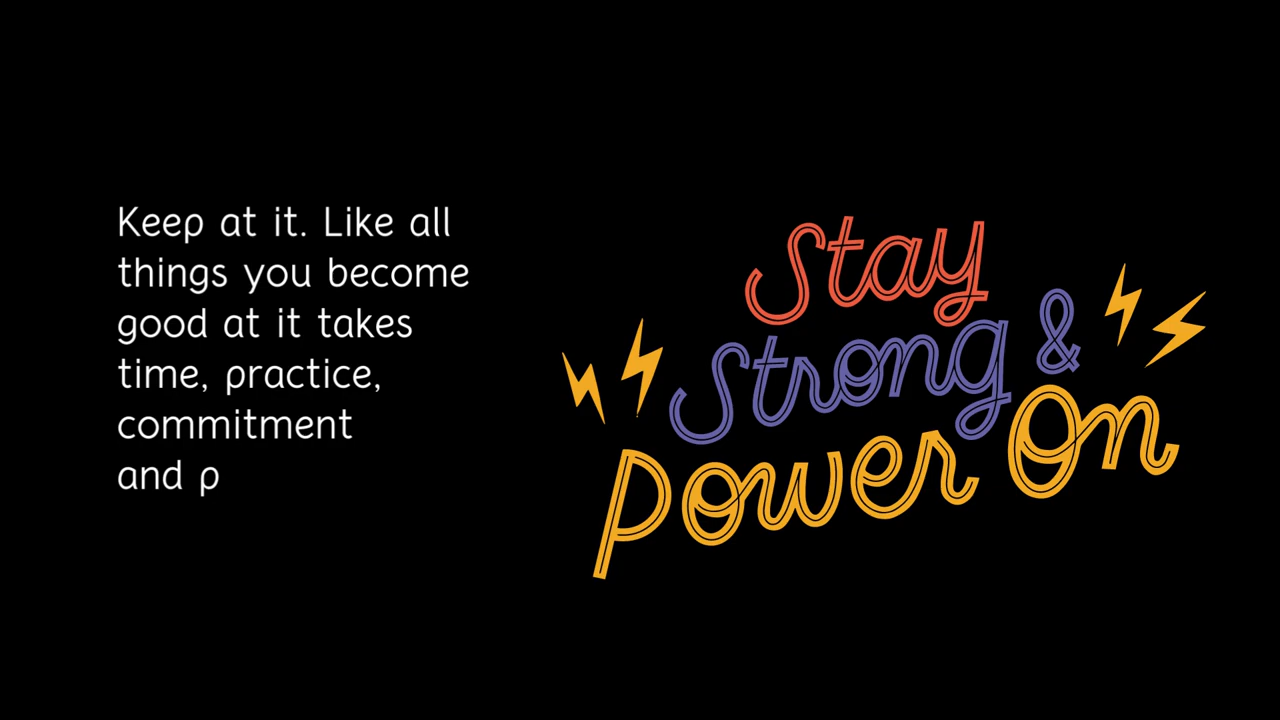 Keep at it. Like all
things you become
good at it takes
time, practice,
commitment
and p
Stay
Strong &
Power On